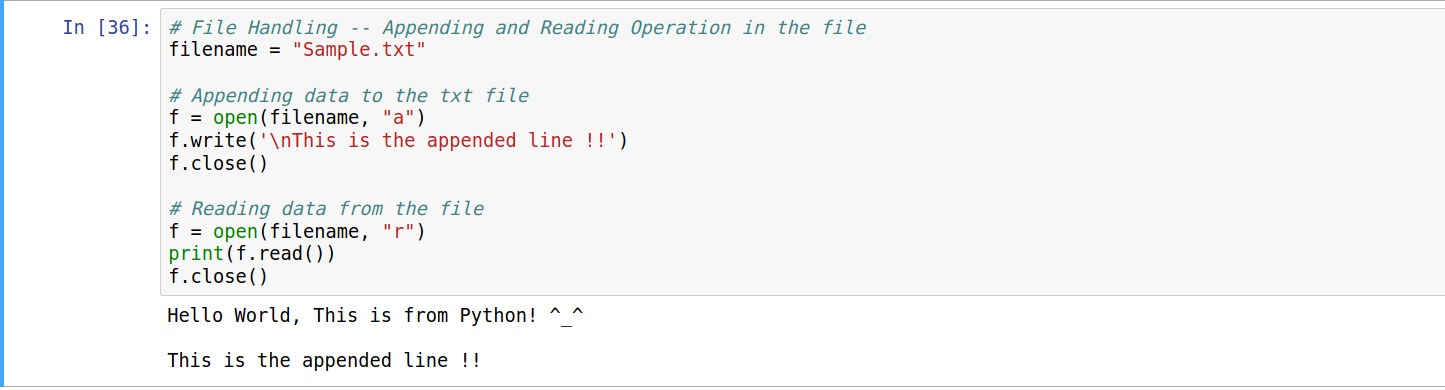 In [36]: # File Handling -- Appending and Reading Operation in the file
filename = "Sample.txt"
# Appending data to the txt file
f = open(filename, "a")
f.write('\nThis is the appended line !!')
f.close()
# Reading data from the file
f = open(filename, "r")
print(f.read())
f.close()
Hello World, This is from Python! ^_^
This is the appended line !!